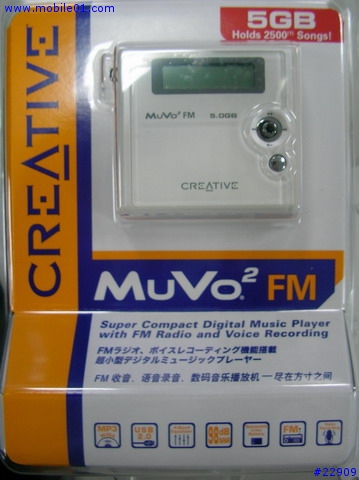 www.mobile01.com
5GB
Holds 2500 Songs!
MuVo² FM 5.0GB
CREATIVE
CREATIVE
MuVo² FM
Super Compact Digital Music Player
with FM Radio and Voice Recording
FMラジオ、ボイスレコーディング機能搭載
超小型デジタルミュージックプレーヤー
FM 收音、语音录音、数码音乐播放机──尽在方寸之间
MP3
USB 2.0
98dB
FM
#22909